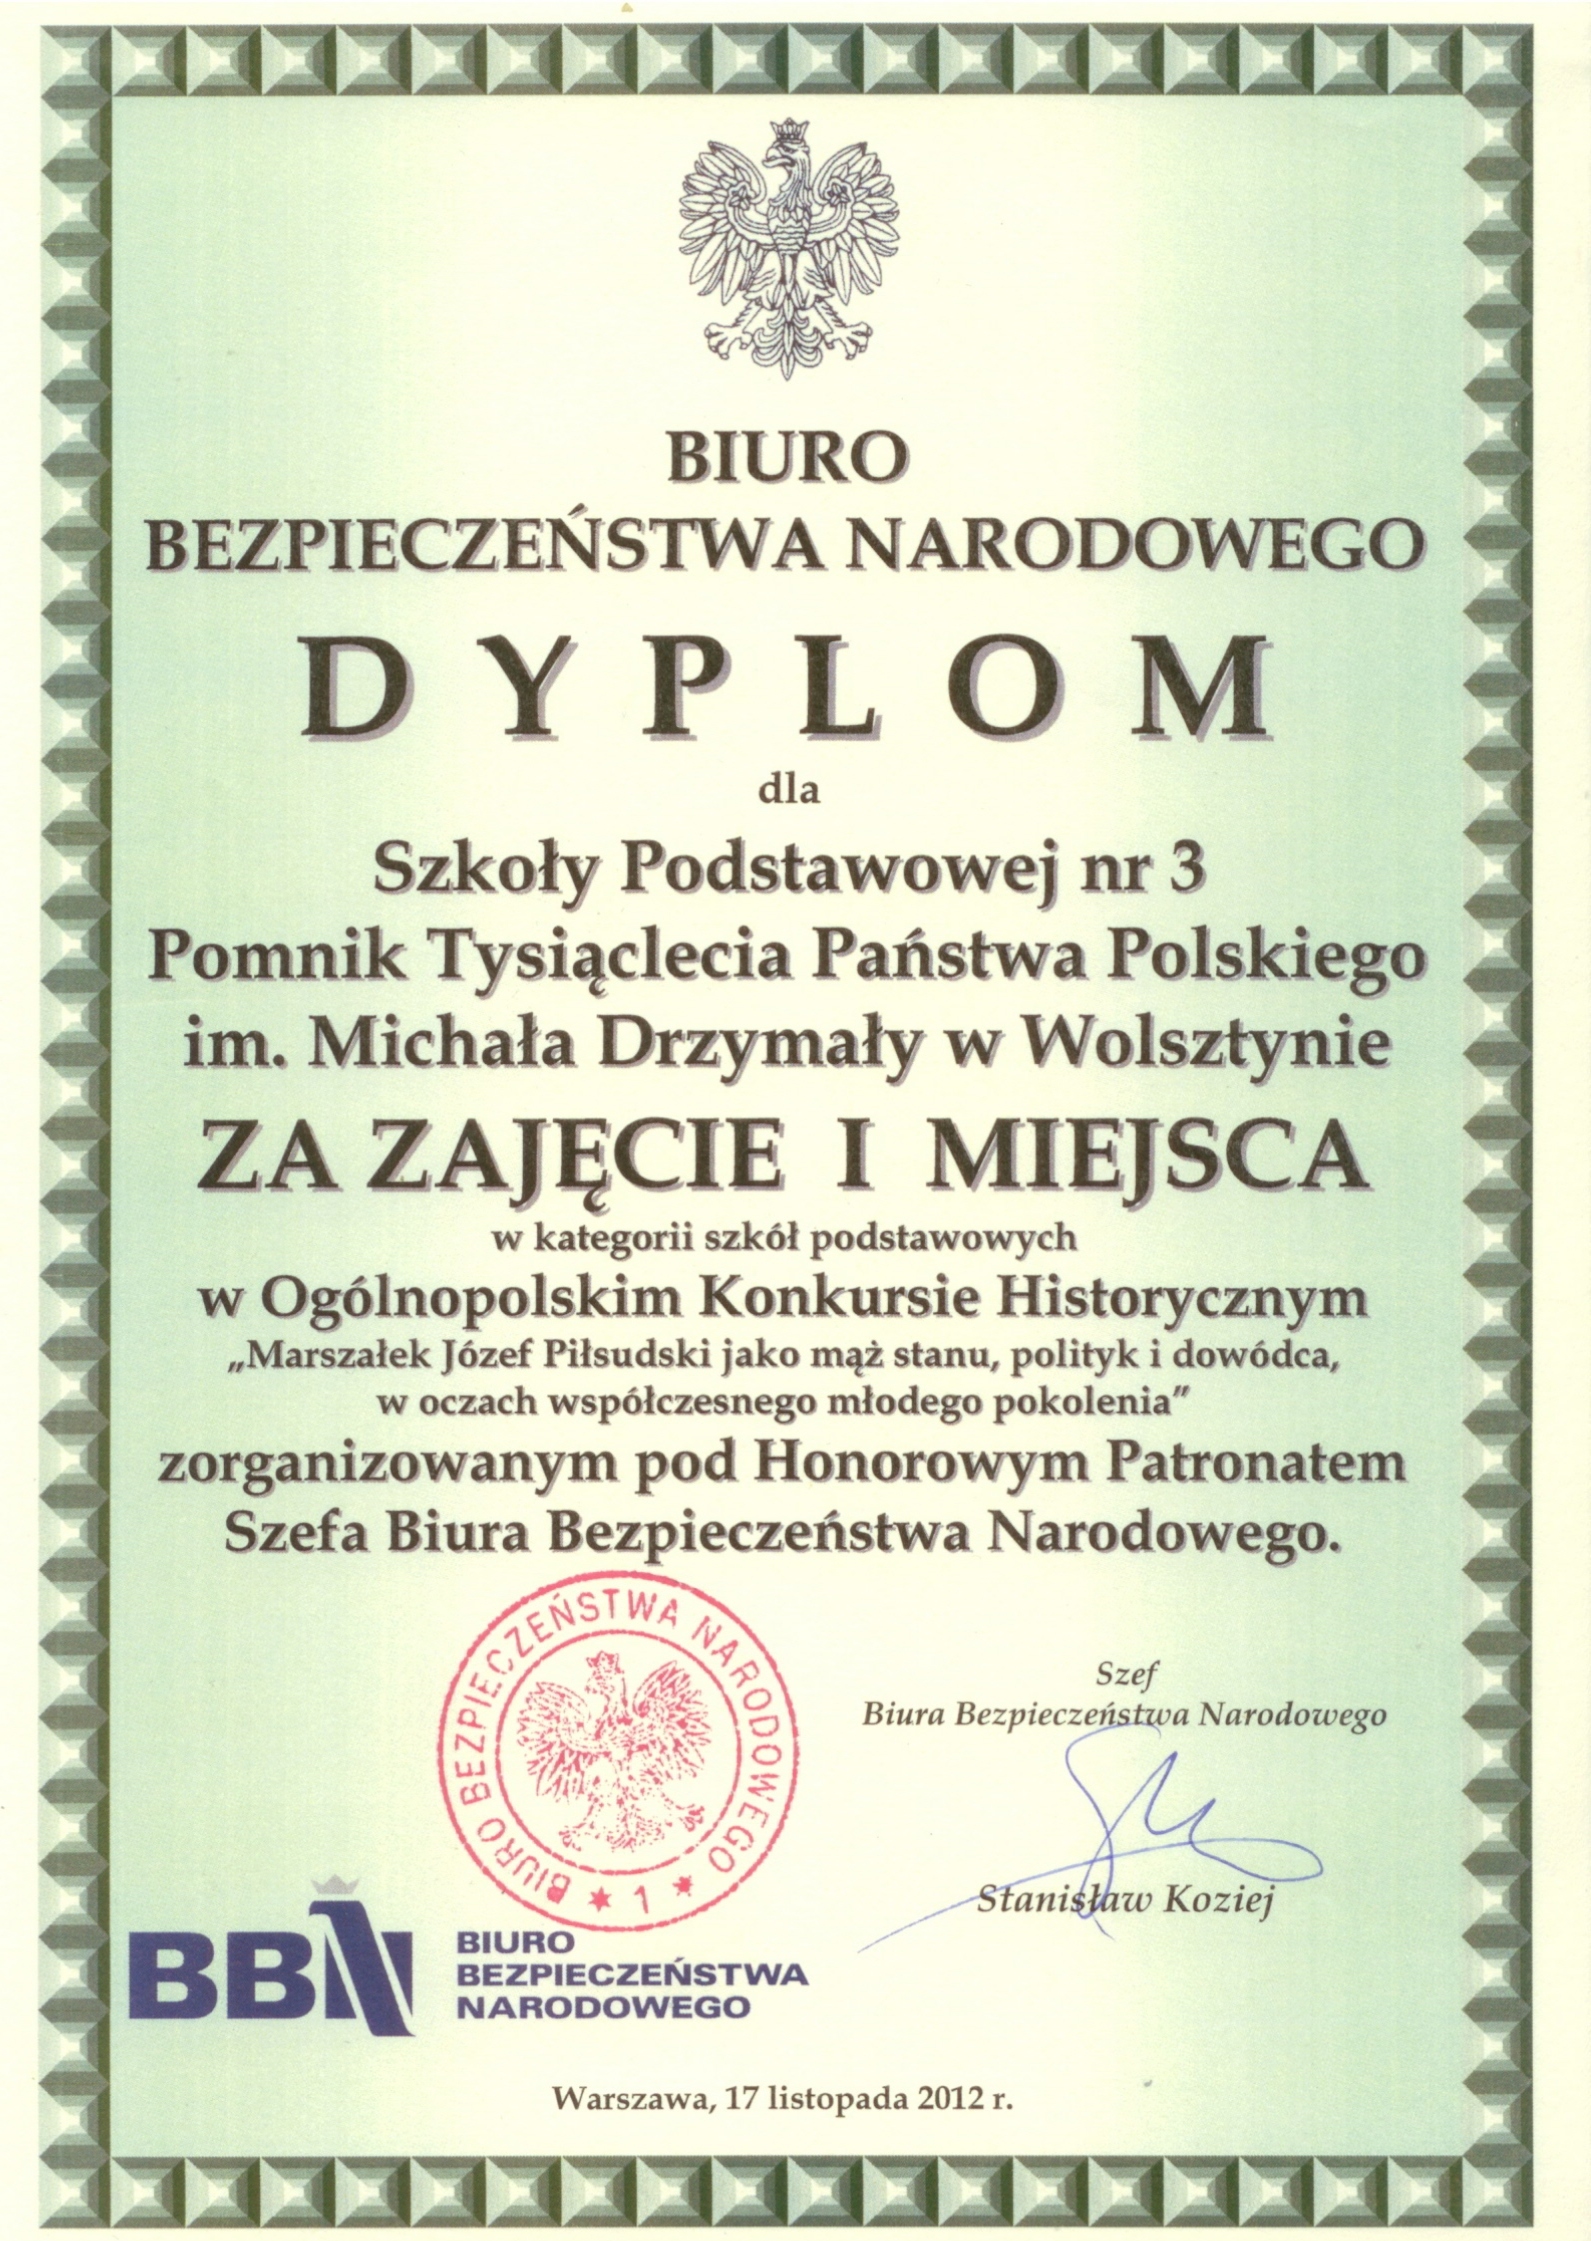 BIURO
BEZPIECZEŃSTWA NARODOWEGO
DYPLOM
dla
Szkoły Podstawowej nr 3
Pomnik Tysiąclecia Państwa Polskiego
im. Michała Drzymały w Wolsztynie
ZA ZAJĘCIE I MIEJSCA
w kategorii szkół podstawowych
w Ogólnopolskim Konkursie Historycznym
„Marszałek Józef Piłsudski jako mąż stanu, polityk i dowódca,
w oczach współczesnego młodego pokolenia”
zorganizowanym pod Honorowym Patronatem
Szefa Biura Bezpieczeństwa Narodowego.
BIURO BEZPIECZEŃSTWA NARODOWEGO
* 1 *
Szef
Biura Bezpieczeństwa Narodowego
Stanisław Koziej
BBN
BIURO
BEZPIECZEŃSTWA
NARODOWEGO
Warszawa, 17 listopada 2012 r.